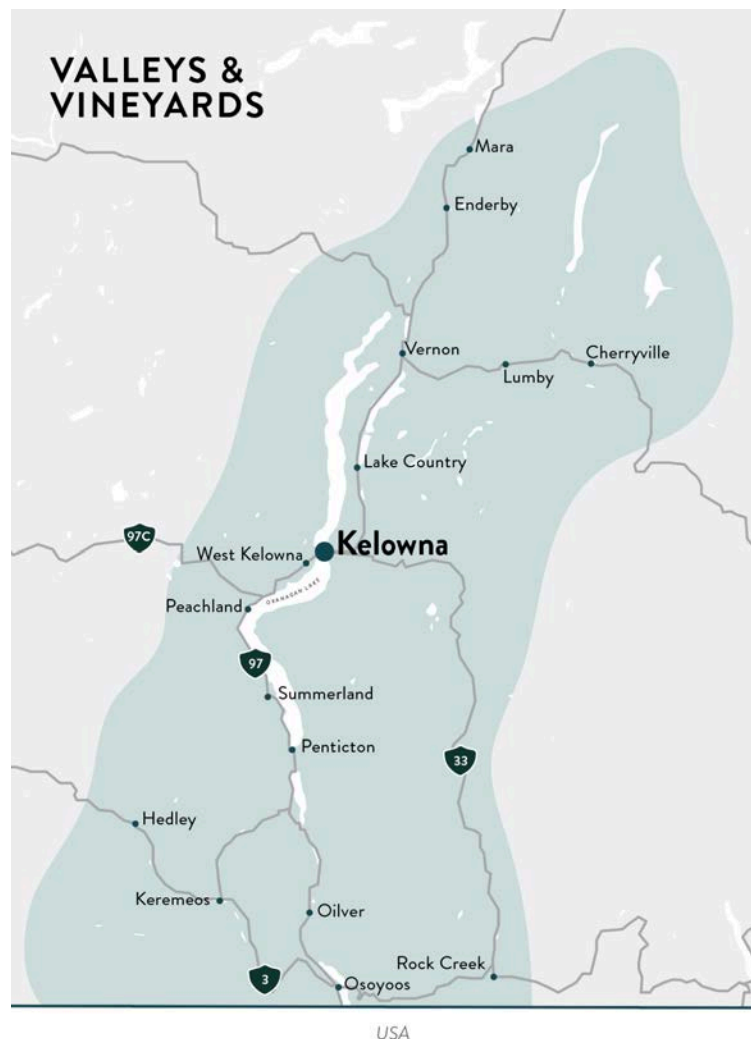 VALLEYS &
VINEYARDS
Mara
Enderby
Vernon
Lumby
Cherryville
Lake Country
97C
Kelowna
West Kelowna
OKANAGAN LAKE
Peachland
97
Summerland
Penticton
33
Hedley
Keremeos
Oilver
3
Rock Creek
Osoyoos
USA